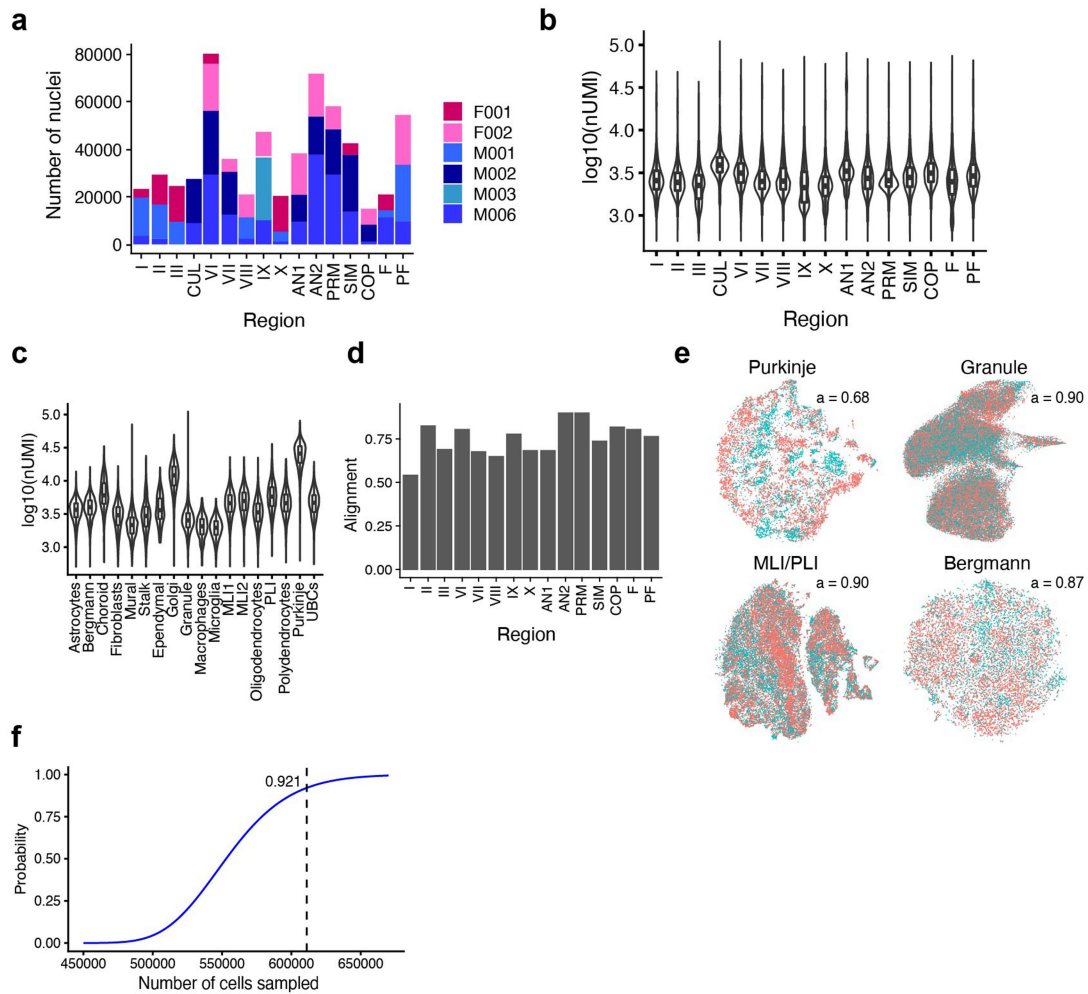 a
80000
60000
40000
20000
0
Number of nuclei
I II III CUL VI VII VIII IX X AN1 AN2 PRM SIM COP F PF
Region
F001
F002
M001
M002
M003
M006
b
5.0
4.5
4.0
3.5
3.0
log10(nUMI)
I II III CUL VI VII VIII IX X AN1 AN2 PRM SIM COP F PF
Region
c
5.0
4.5
4.0
3.5
3.0
log10(nUMI)
Astrocytes
Bergmann
Choroid
Fibroblasts
Mural
Stalk
Ependymal
Golgi
Granule
Macrophages
Microglia
MLI1
MLI2
Oligodendrocytes
PLI
Polydendrocytes
Purkinje
UBCs
d
0.75
0.50
0.25
0.00
Alignment
I II III VI VII VIII IX X AN1 AN2 PRM SIM COP F PF
Region
e
Purkinje
a = 0.68
Granule
a = 0.90
MLI/PLI
a = 0.90
Bergmann
a = 0.87
f
1.00
0.75
0.50
0.25
0.00
Probability
0.921
450000 500000 550000 600000 650000
Number of cells sampled